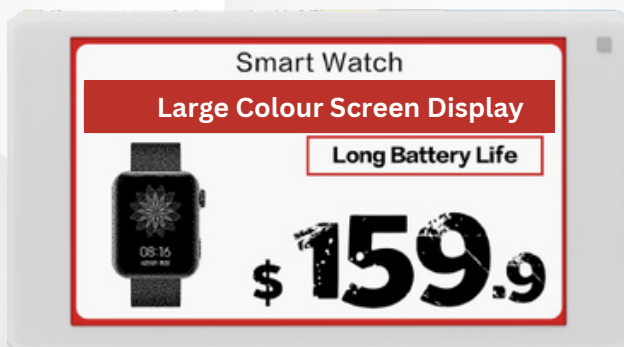 Smart Watch
Large Colour Screen Display
Long Battery Life
08:16
$159.9